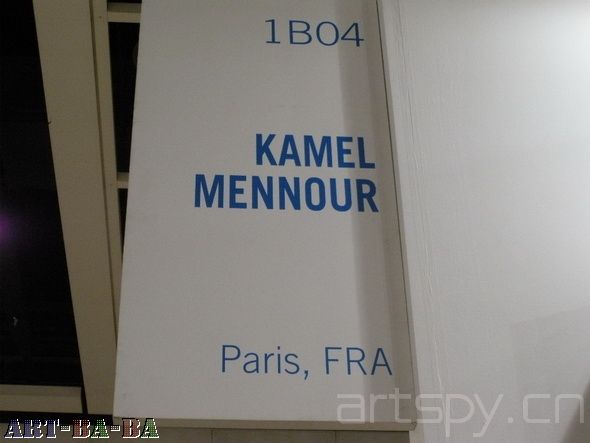 1B04
KAMEL
MENNOUR
Paris, FRA
artspy.cn
ART-BA-BA